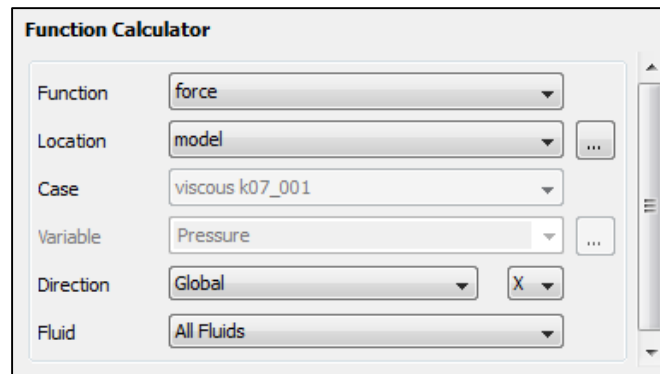 Function Calculator
Function force
Location model ...
Case viscous k07_001
Variable Pressure ...
Direction Global X
Fluid All Fluids